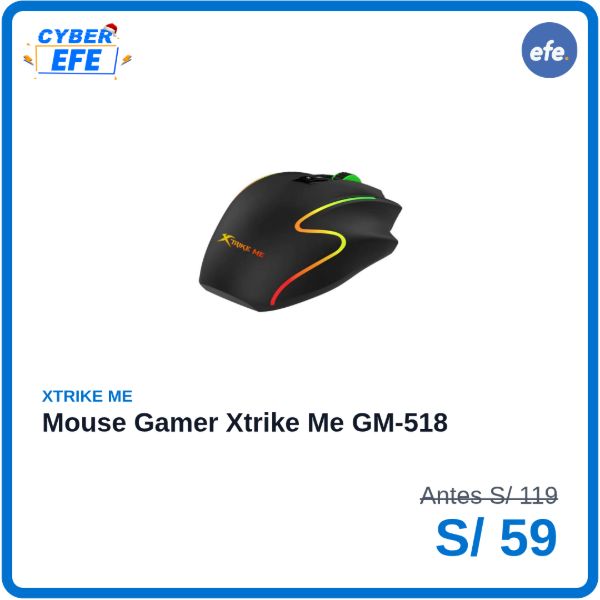 CYBER
EFE
efe.
XTRIKE ME
XTRIKE ME
Mouse Gamer Xtrike Me GM-518
Antes S/ 119
S/ 59